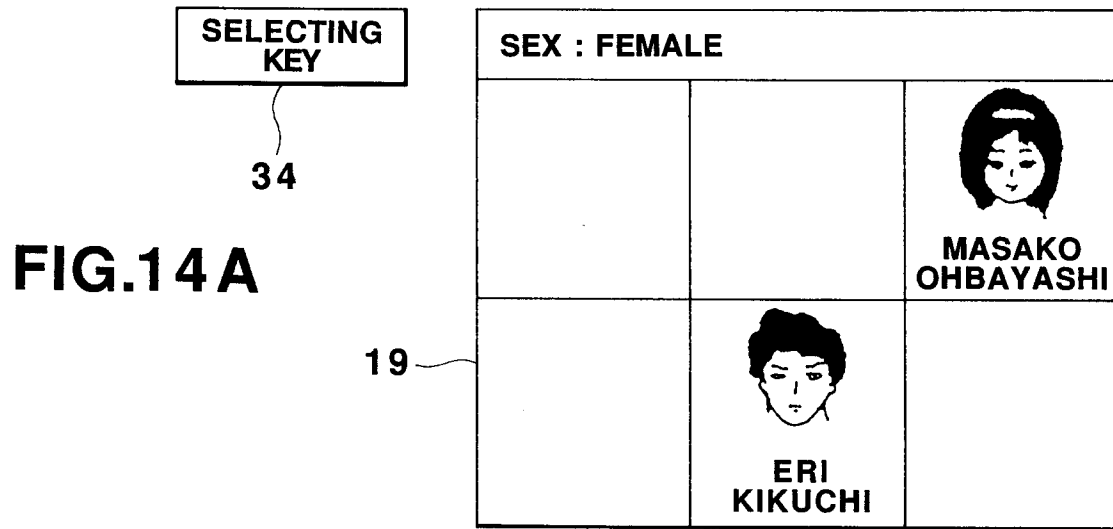 SELECTING
KEY
34
SEX : FEMALE
MASAKO
OHBAYASHI
FIG.14A
19
ERI
KIKUCHI